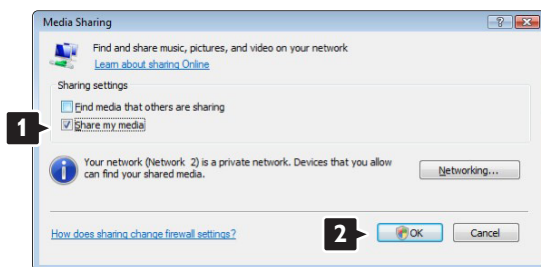 Media Sharing
Find and share music, pictures, and video on your network
Learn about sharing Online
Sharing settings
Find media that others are sharing
1
Share my media
Your network (Network 2) is a private network. Devices that you allow
can find your shared media.
Networking...
How does sharing change firewall settings?
2
OK
Cancel